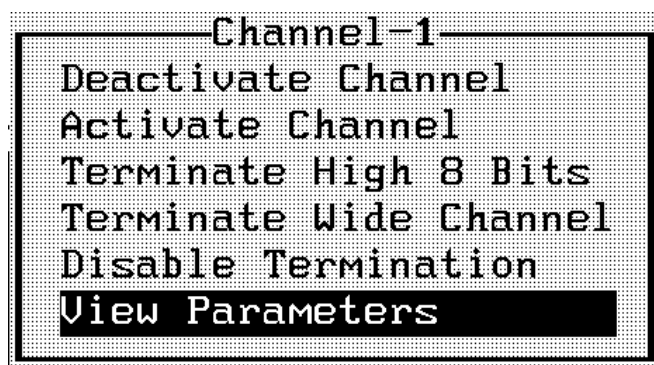 Channel-1
Deactivate Channel
Activate Channel
Terminate High 8 Bits
Terminate Wide Channel
Disable Termination
View Parameters